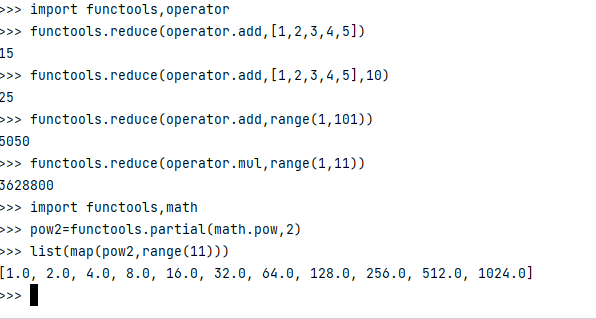 >>> import functools,operator
>>> functools.reduce(operator.add,[1,2,3,4,5])
15
>>> functools.reduce(operator.add,[1,2,3,4,5],10)
25
>>> functools.reduce(operator.add,range(1,101))
5050
>>> functools.reduce(operator.mul,range(1,11))
3628800
>>> import functools,math
>>> pow2=functools.partial(math.pow,2)
>>> list(map(pow2,range(11)))
[1.0, 2.0, 4.0, 8.0, 16.0, 32.0, 64.0, 128.0, 256.0, 512.0, 1024.0]
>>>